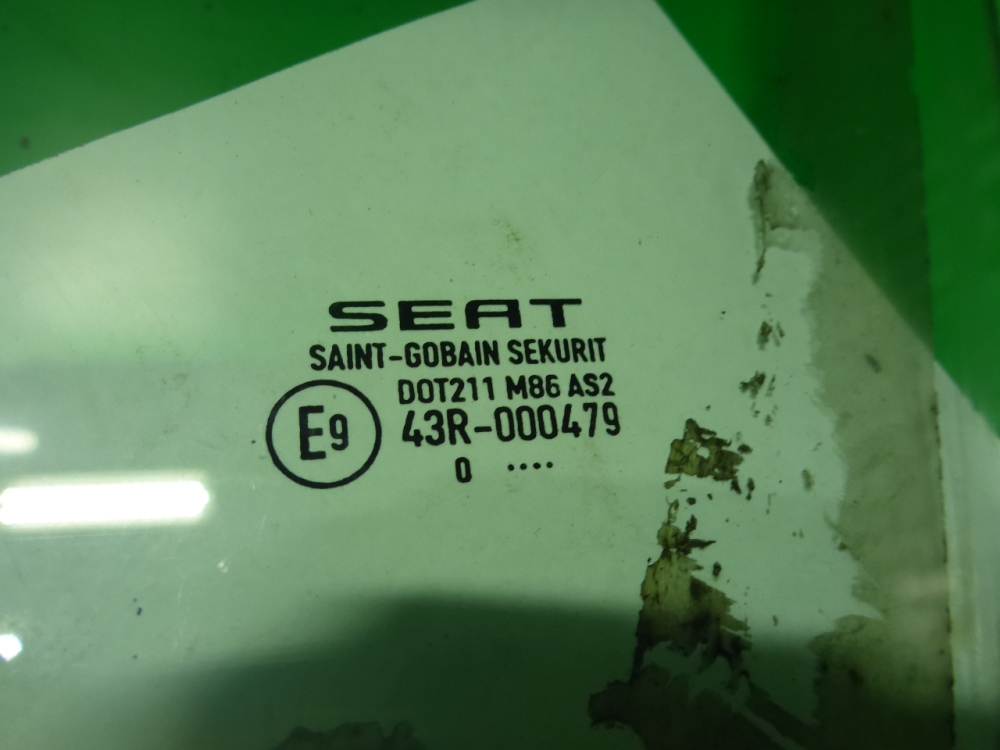 SEAT
SAINT-GOBAIN SEKURIT
DOT211 M86 AS2
E9 43R-000479
0 ....